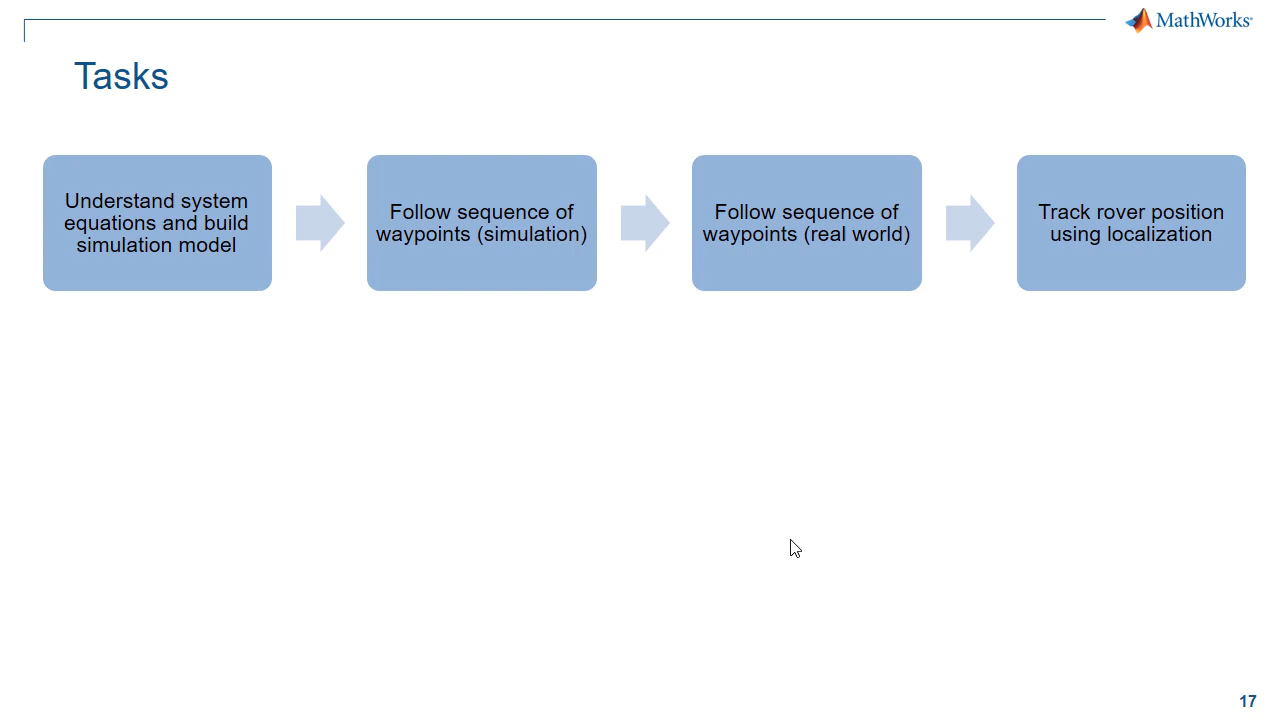 MathWorks
Tasks
Understand system
equations and build
simulation model
Follow sequence of
waypoints (simulation)
Follow sequence of
waypoints (real world)
Track rover position
using localization
17